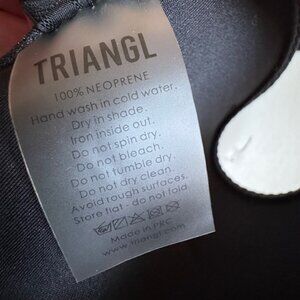 TRIANGL
100% NEOPRENE
Hand wash in cold water.
Dry in shade.
Iron inside out.
Do not spin dry.
Do not bleach.
Do not tumble dry.
Do not dry clean.
Avoid rough surfaces.
Store flat - do not fold
Made in PRC
www.triangl.com